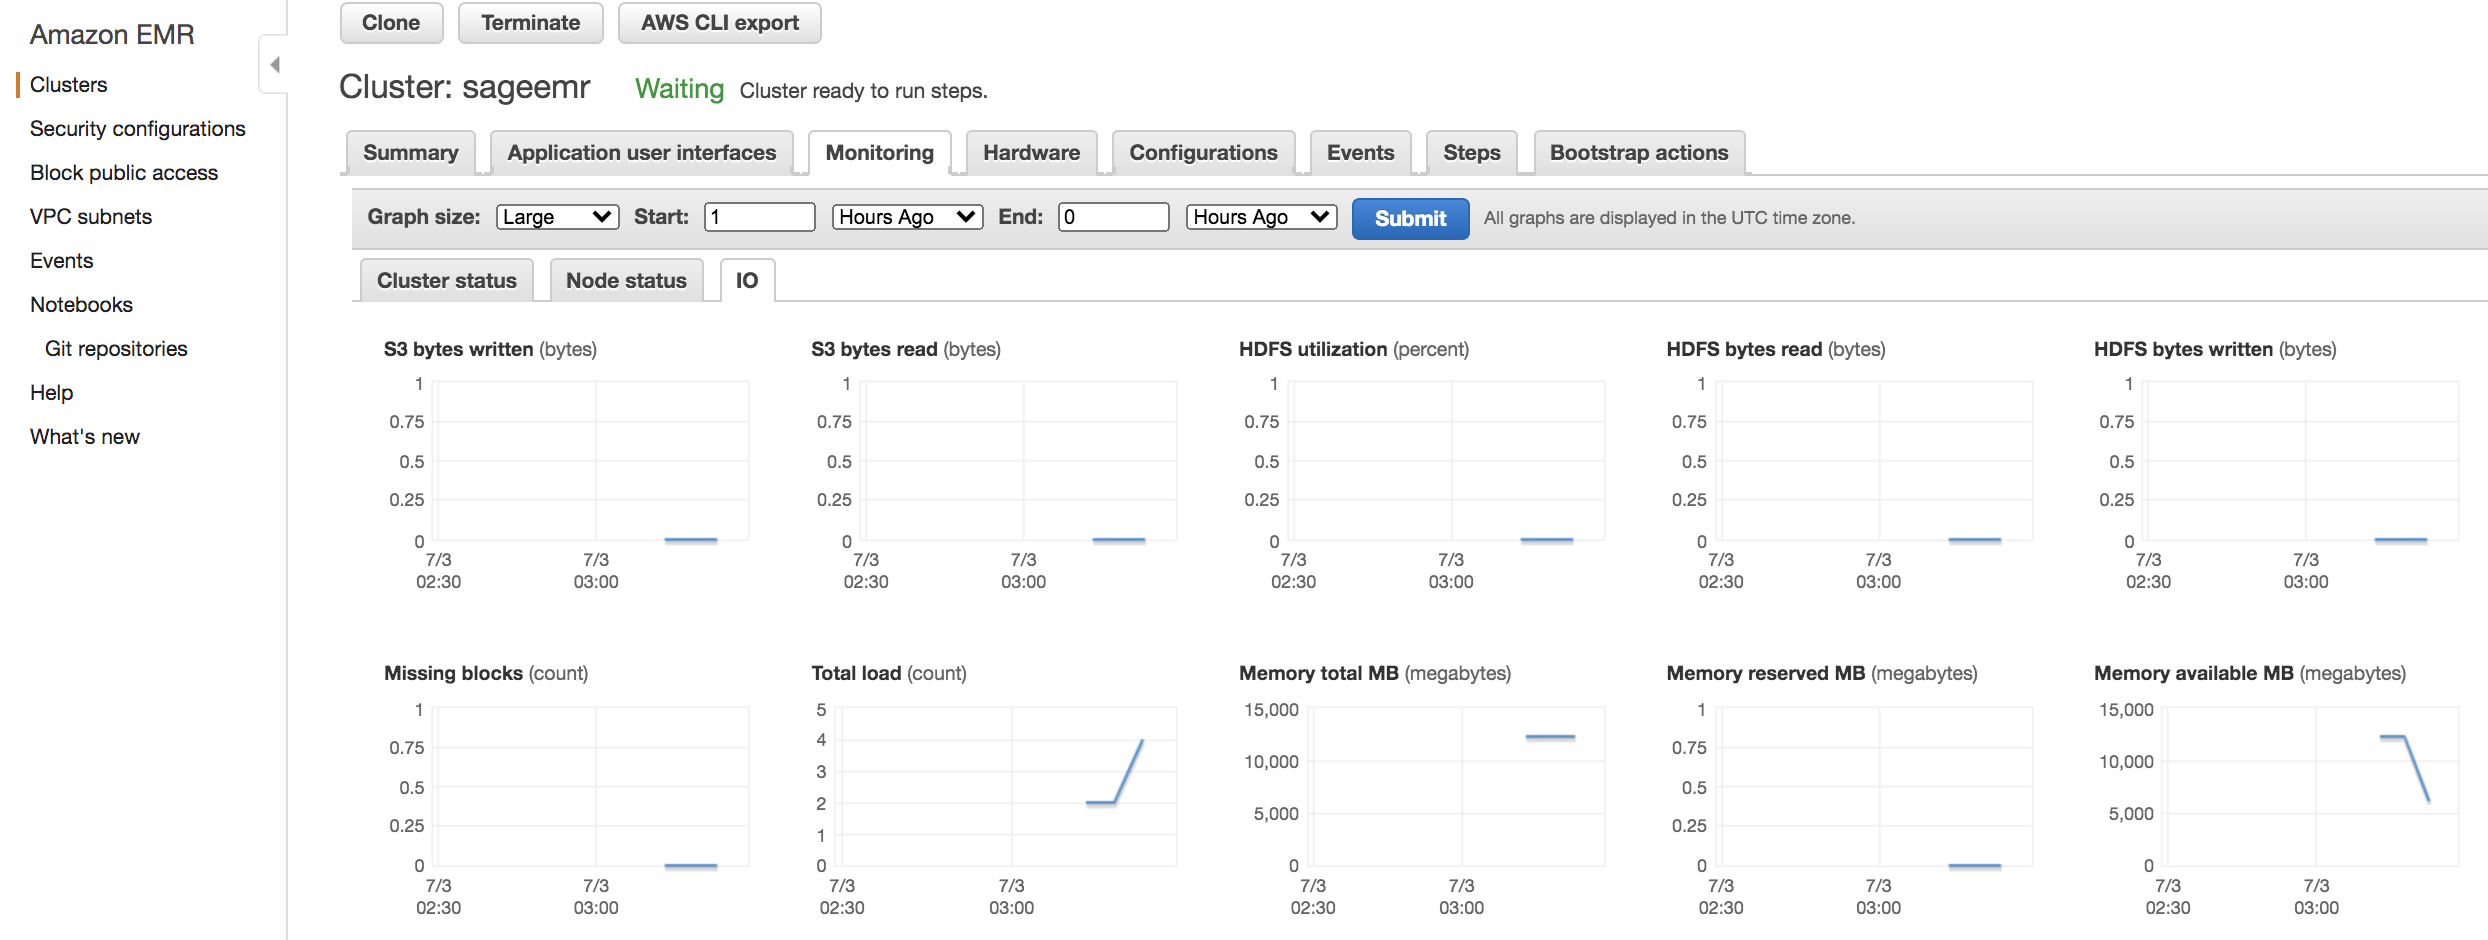 Amazon EMR
Clusters
Security configurations
Block public access
VPC subnets
Events
Notebooks
Git repositories
Help
What's new
Clone Terminate AWS CLI export
Cluster: sageemr Waiting Cluster ready to run steps.
Summary Application user interfaces Monitoring Hardware Configurations Events Steps Bootstrap actions
Graph size: Large Start: 1 Hours Ago End: 0 Hours Ago Submit All graphs are displayed in the UTC time zone.
Cluster status Node status IO
S3 bytes written (bytes)
1
0.75
0.5
0.25
0
7/3 7/3
02:30 03:00
S3 bytes read (bytes)
1
0.75
0.5
0.25
0
7/3 7/3
02:30 03:00
HDFS utilization (percent)
1
0.75
0.5
0.25
0
7/3 7/3
02:30 03:00
HDFS bytes read (bytes)
1
0.75
0.5
0.25
0
7/3 7/3
02:30 03:00
HDFS bytes written (bytes)
1
0.75
0.5
0.25
0
7/3 7/3
02:30 03:00
Missing blocks (count)
1
0.75
0.5
0.25
0
7/3 7/3
02:30 03:00
Total load (count)
5
4
3
2
1
0
7/3 7/3
02:30 03:00
Memory total MB (megabytes)
15,000
10,000
5,000
0
7/3 7/3
02:30 03:00
Memory reserved MB (megabytes)
1
0.75
0.5
0.25
0
7/3 7/3
02:30 03:00
Memory available MB (megabytes)
15,000
10,000
5,000
0
7/3 7/3
02:30 03:00